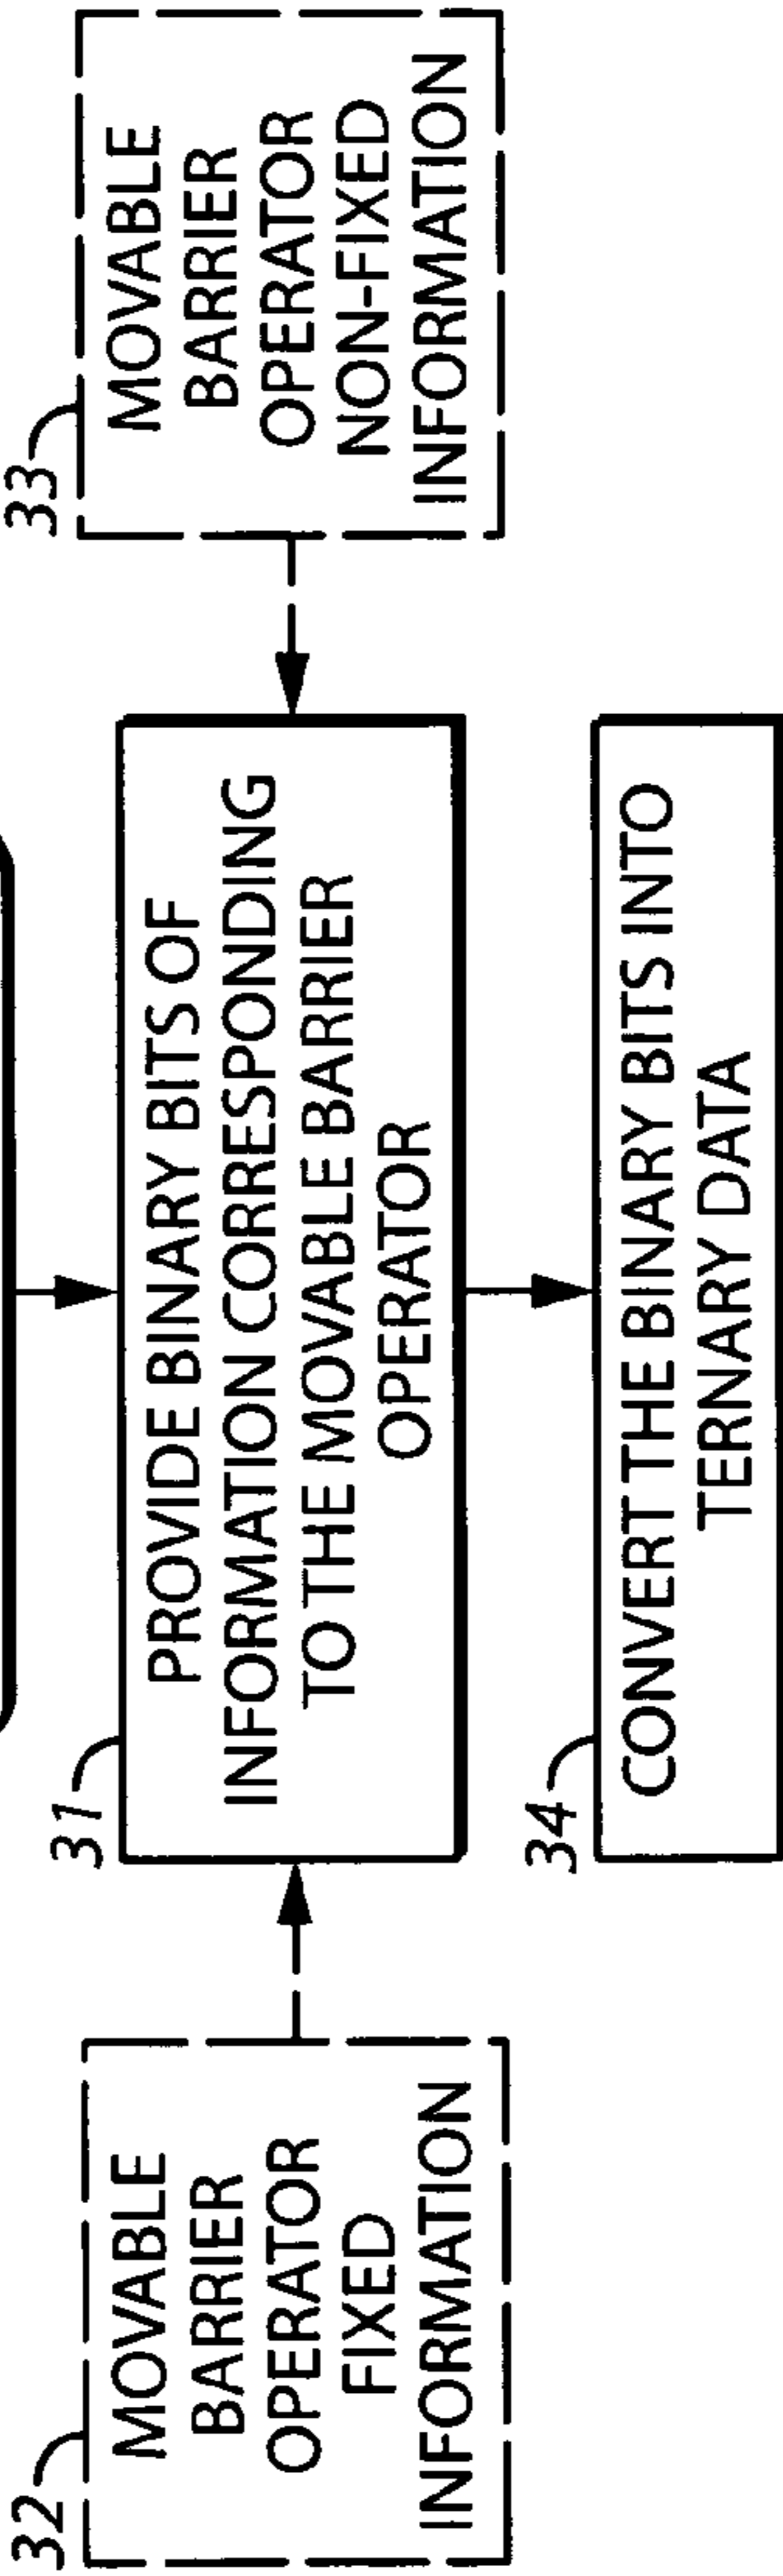 31
PROVIDE BINARY BITS OF
INFORMATION CORRESPONDING
TO THE MOVABLE BARRIER
OPERATOR
32
MOVABLE
BARRIER
OPERATOR
FIXED
INFORMATION
33
MOVABLE
BARRIER
OPERATOR
NON-FIXED
INFORMATION
34
CONVERT THE BINARY BITS INTO
TERNARY DATA